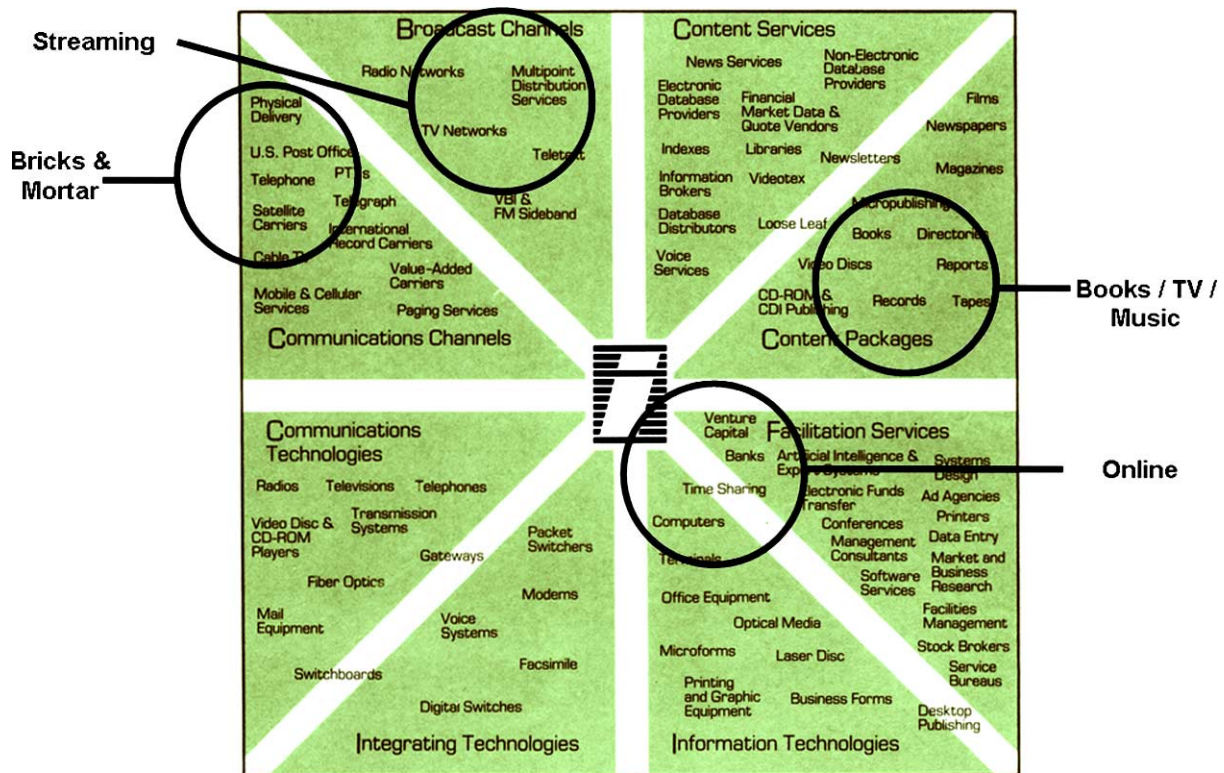 Streaming
Bricks &
Mortar
Books / TV /
Music
Online
Broadcast Channels
Radio Networks
Multipoint
Distribution
Services
TV Networks
Teletext
VBI &
FM Sideband
Content Services
News Services
Non-Electronic
Database
Providers
Electronic
Database
Providers
Financial
Market Data &
Quote Vendors
Indexes
Libraries
Newsletters
Information
Brokers
Videotex
Database
Distributors
Loose Leaf
Voice
Services
Films
Newspapers
Magazines
Micropublishing
Books
Directories
Video Discs
Reports
CD-ROM &
CDI Publishing
Records
Tapes
Content Packages
Physical
Delivery
U.S. Post Office
Telephone
PTTs
Telegraph
Satellite
Carriers
International
Record Carriers
Cable TV
Value-Added
Carriers
Mobile & Cellular
Services
Paging Services
Communications Channels
Communications
Technologies
Radios
Televisions
Telephones
Video Disc &
CD-ROM
Players
Transmission
Systems
Gateways
Fiber Optics
Mail
Equipment
Switchboards
Packet
Switchers
Modems
Voice
Systems
Facsimile
Digital Switches
Integrating Technologies
Venture
Capital
Facilitation Services
Banks
Artificial Intelligence &
Expert Systems
Systems
Design
Time Sharing
Electronic Funds
Transfer
Ad Agencies
Printers
Conferences
Data Entry
Management
Consultants
Market and
Business
Research
Software
Services
Facilities
Management
Stock Brokers
Service
Bureaus
Desktop
Publishing
Computers
Terminals
Office Equipment
Optical Media
Microforms
Laser Disc
Printing
and Graphic
Equipment
Business Forms
Information Technologies